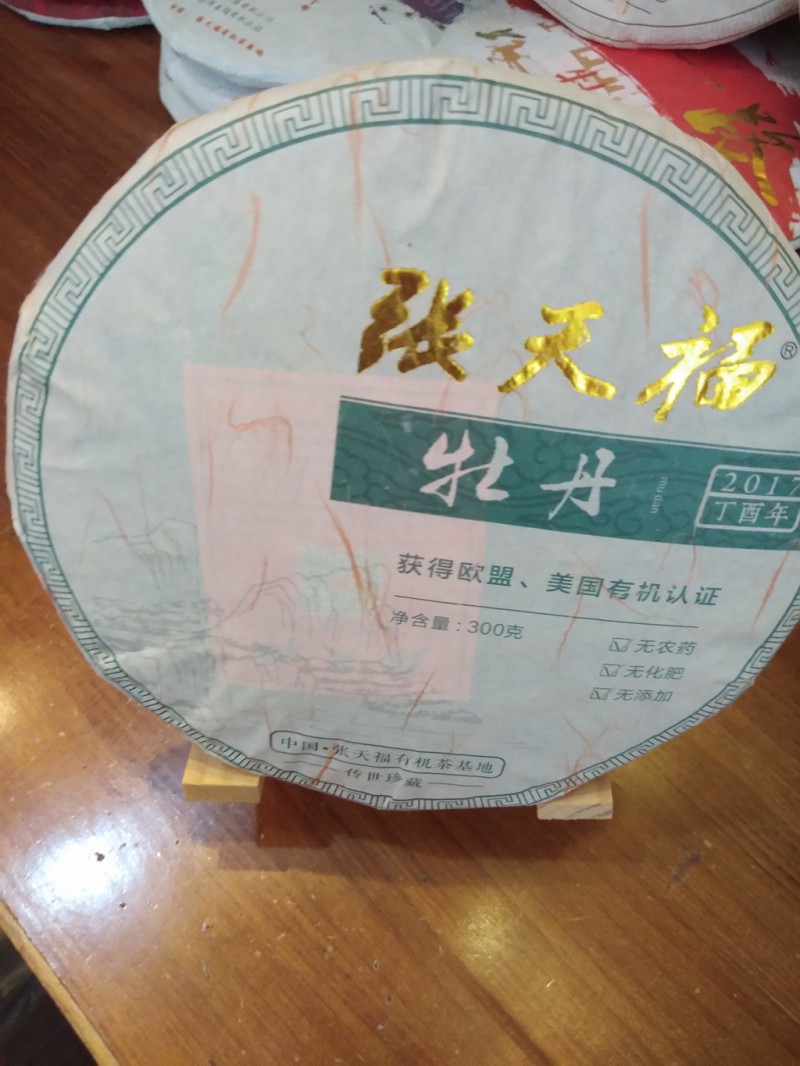 张天福®
牡丹
mu dan
2017
丁酉年
获得欧盟、美国有机认证
净含量：300克
☑无农药
☑无化肥
☑无添加
中国·张天福有机茶基地
传世珍藏